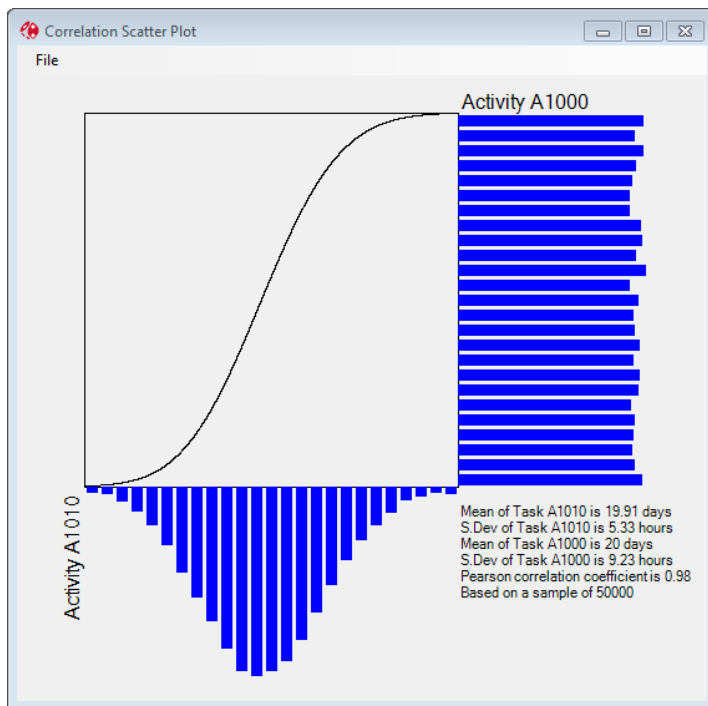 Correlation Scatter Plot
File
Activity A1000
Activity A1010
Mean of Task A1010 is 19.91 days
S.Dev of Task A1010 is 5.33 hours
Mean of Task A1000 is 20 days
S.Dev of Task A1000 is 9.23 hours
Pearson correlation coefficient is 0.98
Based on a sample of 50000